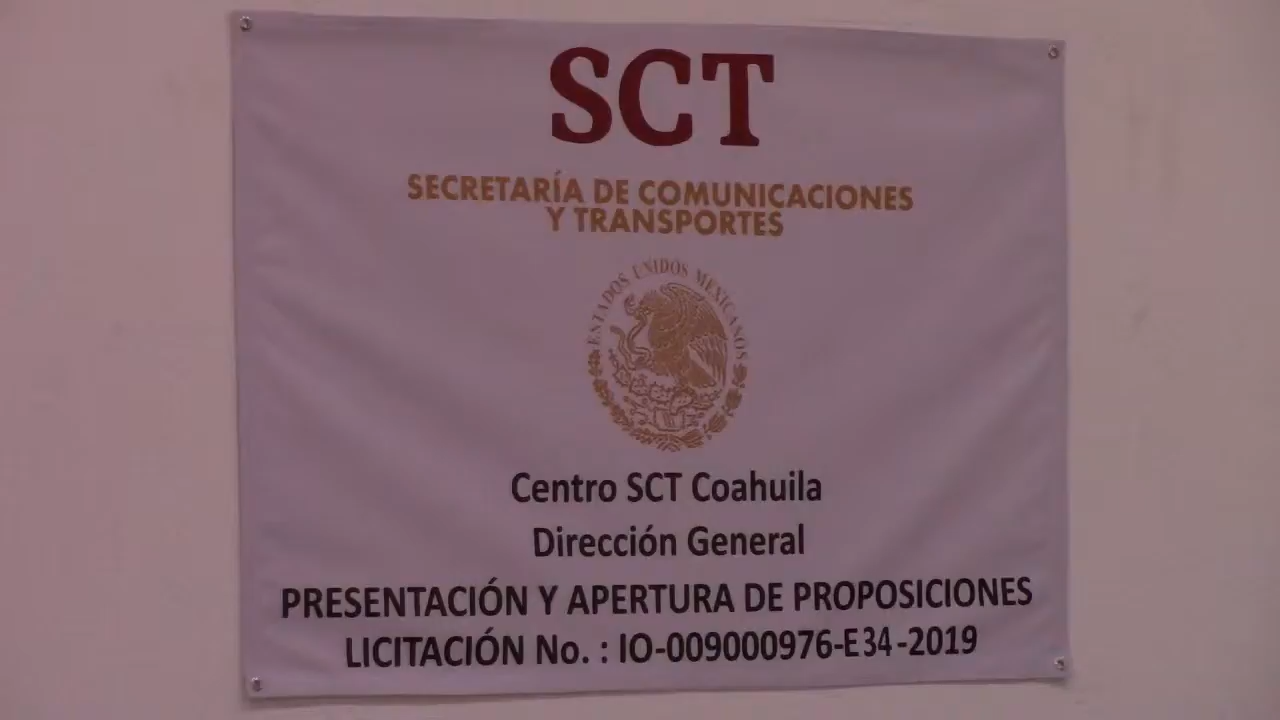 SCT
SECRETARÍA DE COMUNICACIONES
Y TRANSPORTES
ESTADOS UNIDOS MEXICANOS
Centro SCT Coahuila
Dirección General
PRESENTACIÓN Y APERTURA DE PROPOSICIONES
LICITACIÓN No. : IO-009000976-E34-2019